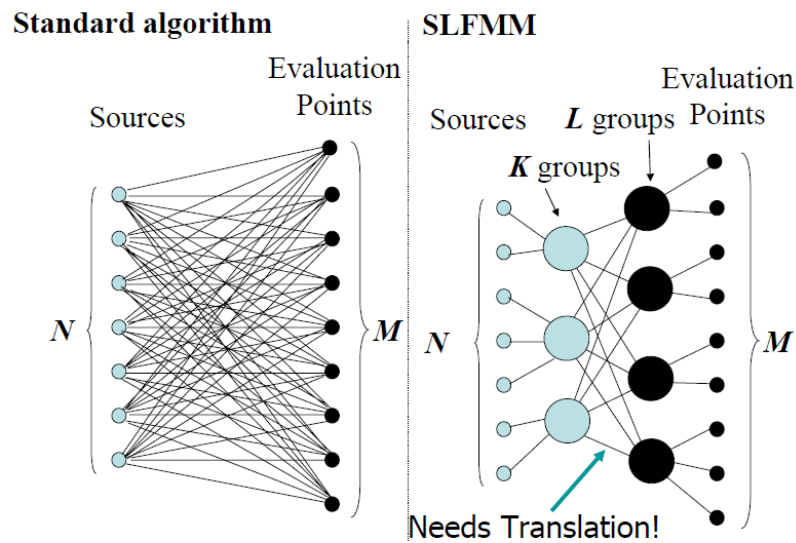 Standard algorithm
Sources
Evaluation
Points
N
M
SLFMM
Sources
K groups
L groups
Evaluation
Points
N
M
Needs Translation!